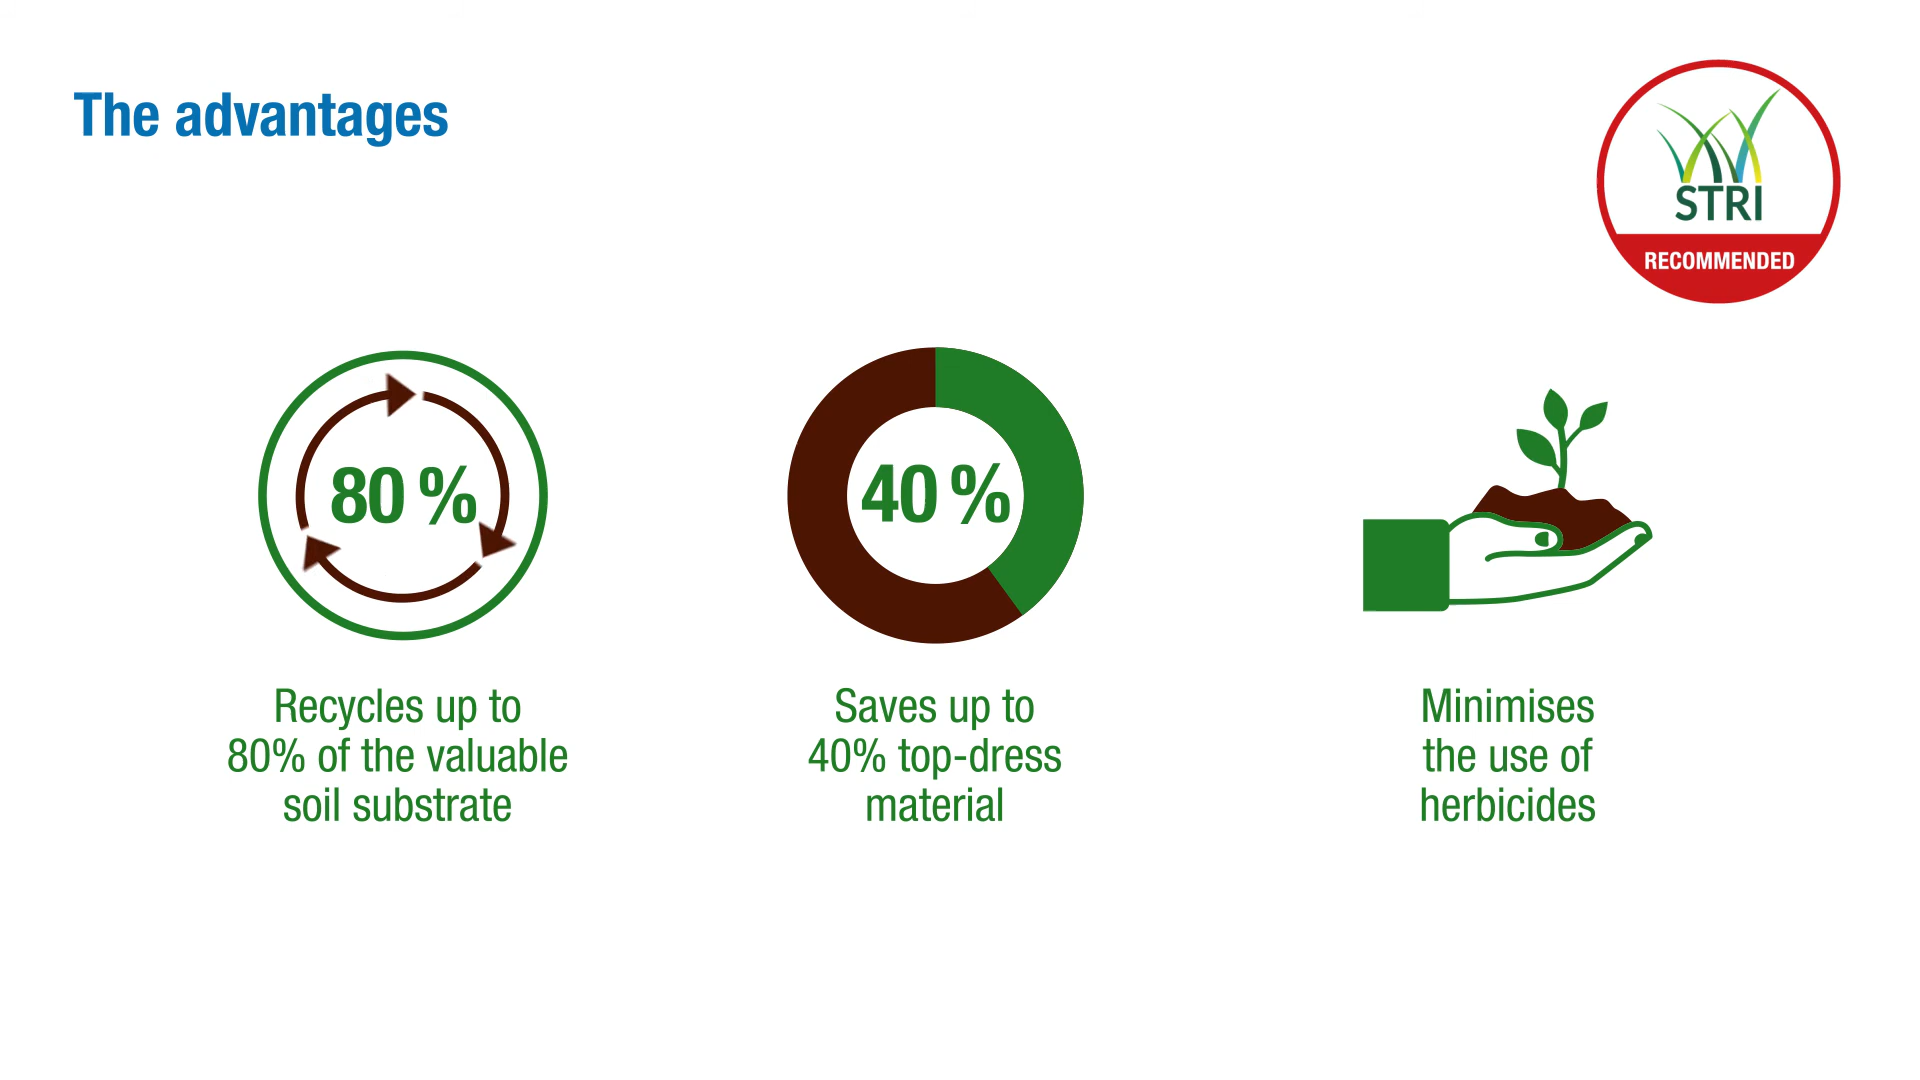 The advantages
STRI
RECOMMENDED
80 %
Recycles up to
80% of the valuable
soil substrate
40 %
Saves up to
40% top-dress
material
Minimises
the use of
herbicides